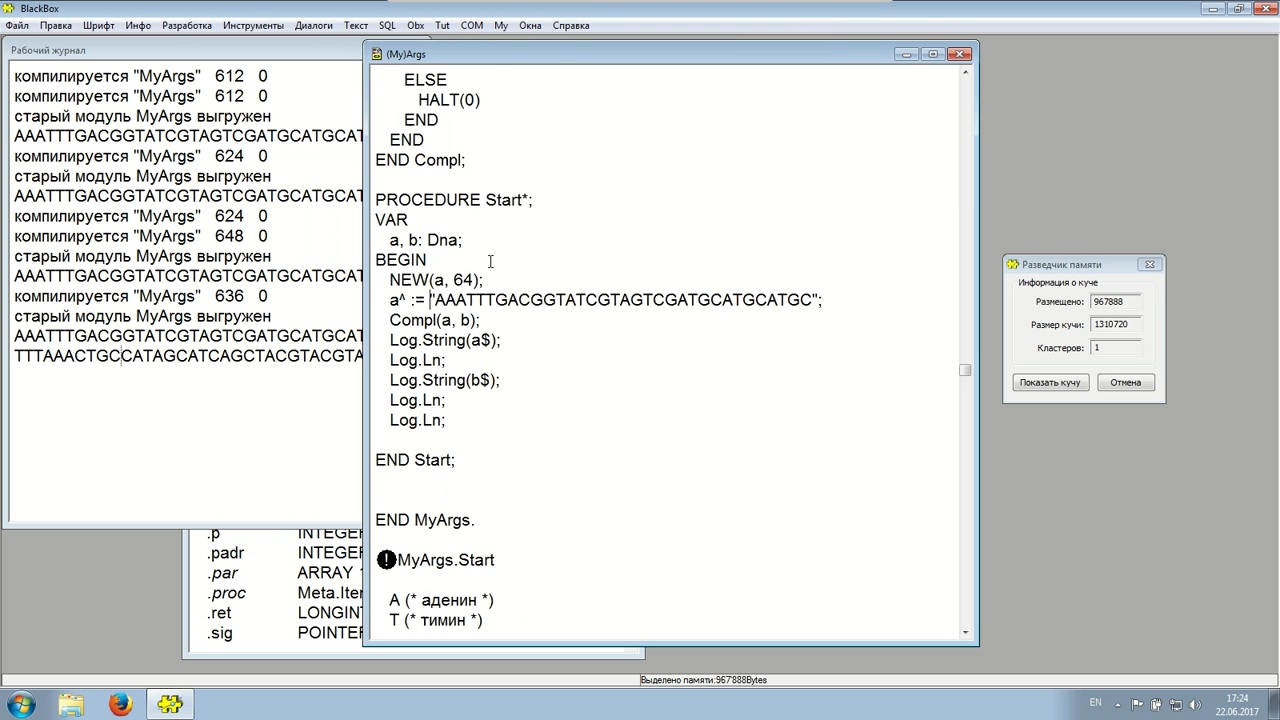 BlackBox
Файл Правка Шрифт Инфо Разработка Инструменты Диалоги Текст SQL Obx Tut COM My Окна Справка
Рабочий журнал
компилируется "MyArgs" 612 0
компилируется "MyArgs" 612 0
старый модуль MyArgs выгружен
AAATTTGACGGTATCGTAGTCGATGCATGCAT
компилируется "MyArgs" 624 0
старый модуль MyArgs выгружен
AAATTTGACGGTATCGTAGTCGATGCATGCAT
компилируется "MyArgs" 624 0
компилируется "MyArgs" 648 0
старый модуль MyArgs выгружен
AAATTTGACGGTATCGTAGTCGATGCATGCAT
компилируется "MyArgs" 636 0
старый модуль MyArgs выгружен
AAATTTGACGGTATCGTAGTCGATGCATGCAT
TTTAAACTGCCATAGCATCAGCTACGTACGTA
(My)Args
ELSE
HALT(0)
END
END
END Compl;
PROCEDURE Start*;
VAR
a, b: Dna;
BEGIN
NEW(a, 64);
a^ := "AAATTTGACGGTATCGTAGTCGATGCATGCATGC";
Compl(a, b);
Log.String(a$);
Log.Ln;
Log.String(b$);
Log.Ln;
Log.Ln;
END Start;
END MyArgs.
!MyArgs.Start
A (* аденин *)
T (* тимин *)
.p INTEGER
.padr INTEGER
.par ARRAY
.proc Meta.Iter
.ret LONGINT
.sig POINTER
Разведчик памяти
Информация о куче
Размещено: 967888
Размер кучи: 1310720
Кластеров: 1
Показать кучу Отмена
Выделено памяти:967'888Bytes
EN 17:24
22.06.2017